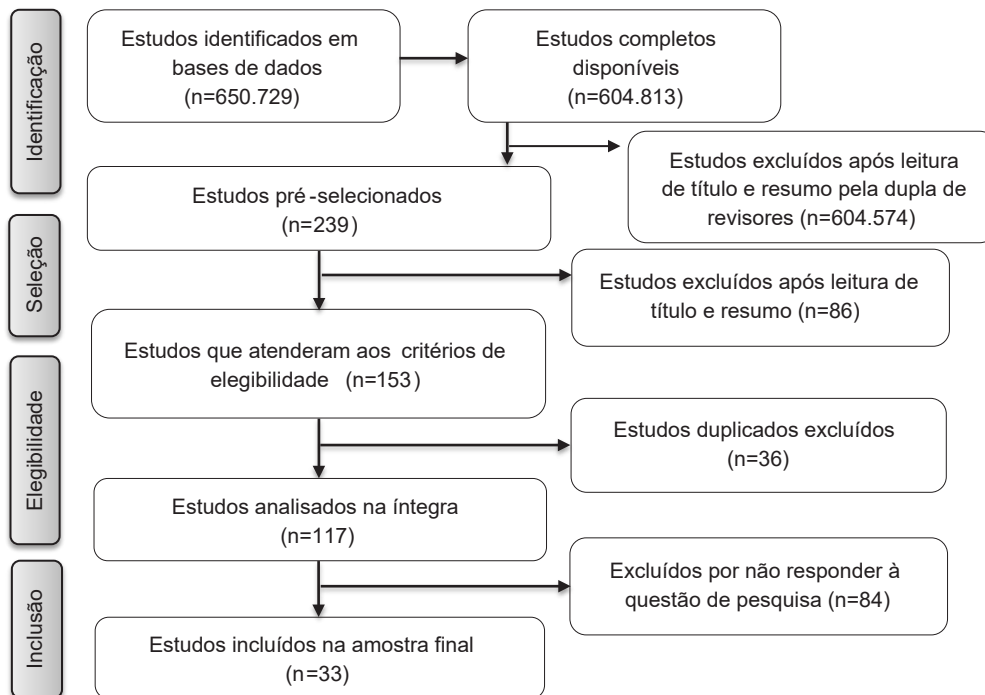 Identificação
Estudos identificados em
bases de dados
(n=650.729)
Estudos completos
disponíveis
(n=604.813)
Estudos excluídos após leitura
de título e resumo pela dupla de
revisores (n=604.574)
Estudos pré-selecionados
(n=239)
Seleção
Estudos excluídos após leitura de
título e resumo (n=86)
Estudos que atenderam aos critérios de
elegibilidade (n=153)
Elegibilidade
Estudos duplicados excluídos
(n=36)
Estudos analisados na íntegra
(n=117)
Inclusão
Excluídos por não responder à
questão de pesquisa (n=84)
Estudos incluídos na amostra final
(n=33)